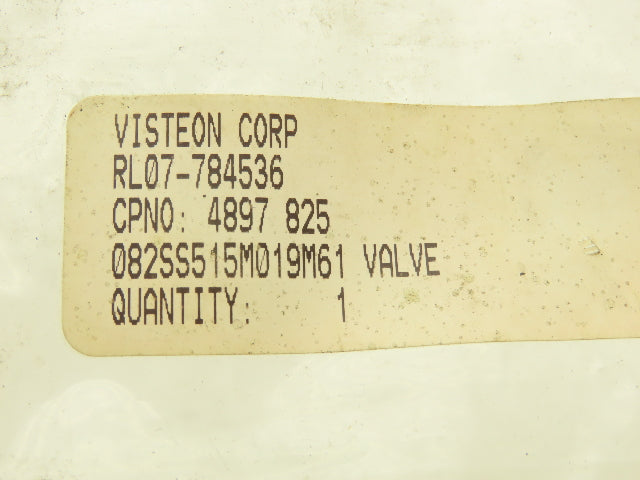 VISTEON CORP
RL07-784536
CPNO: 4897 825
082SS515M019M61 VALVE
QUANTITY: 1